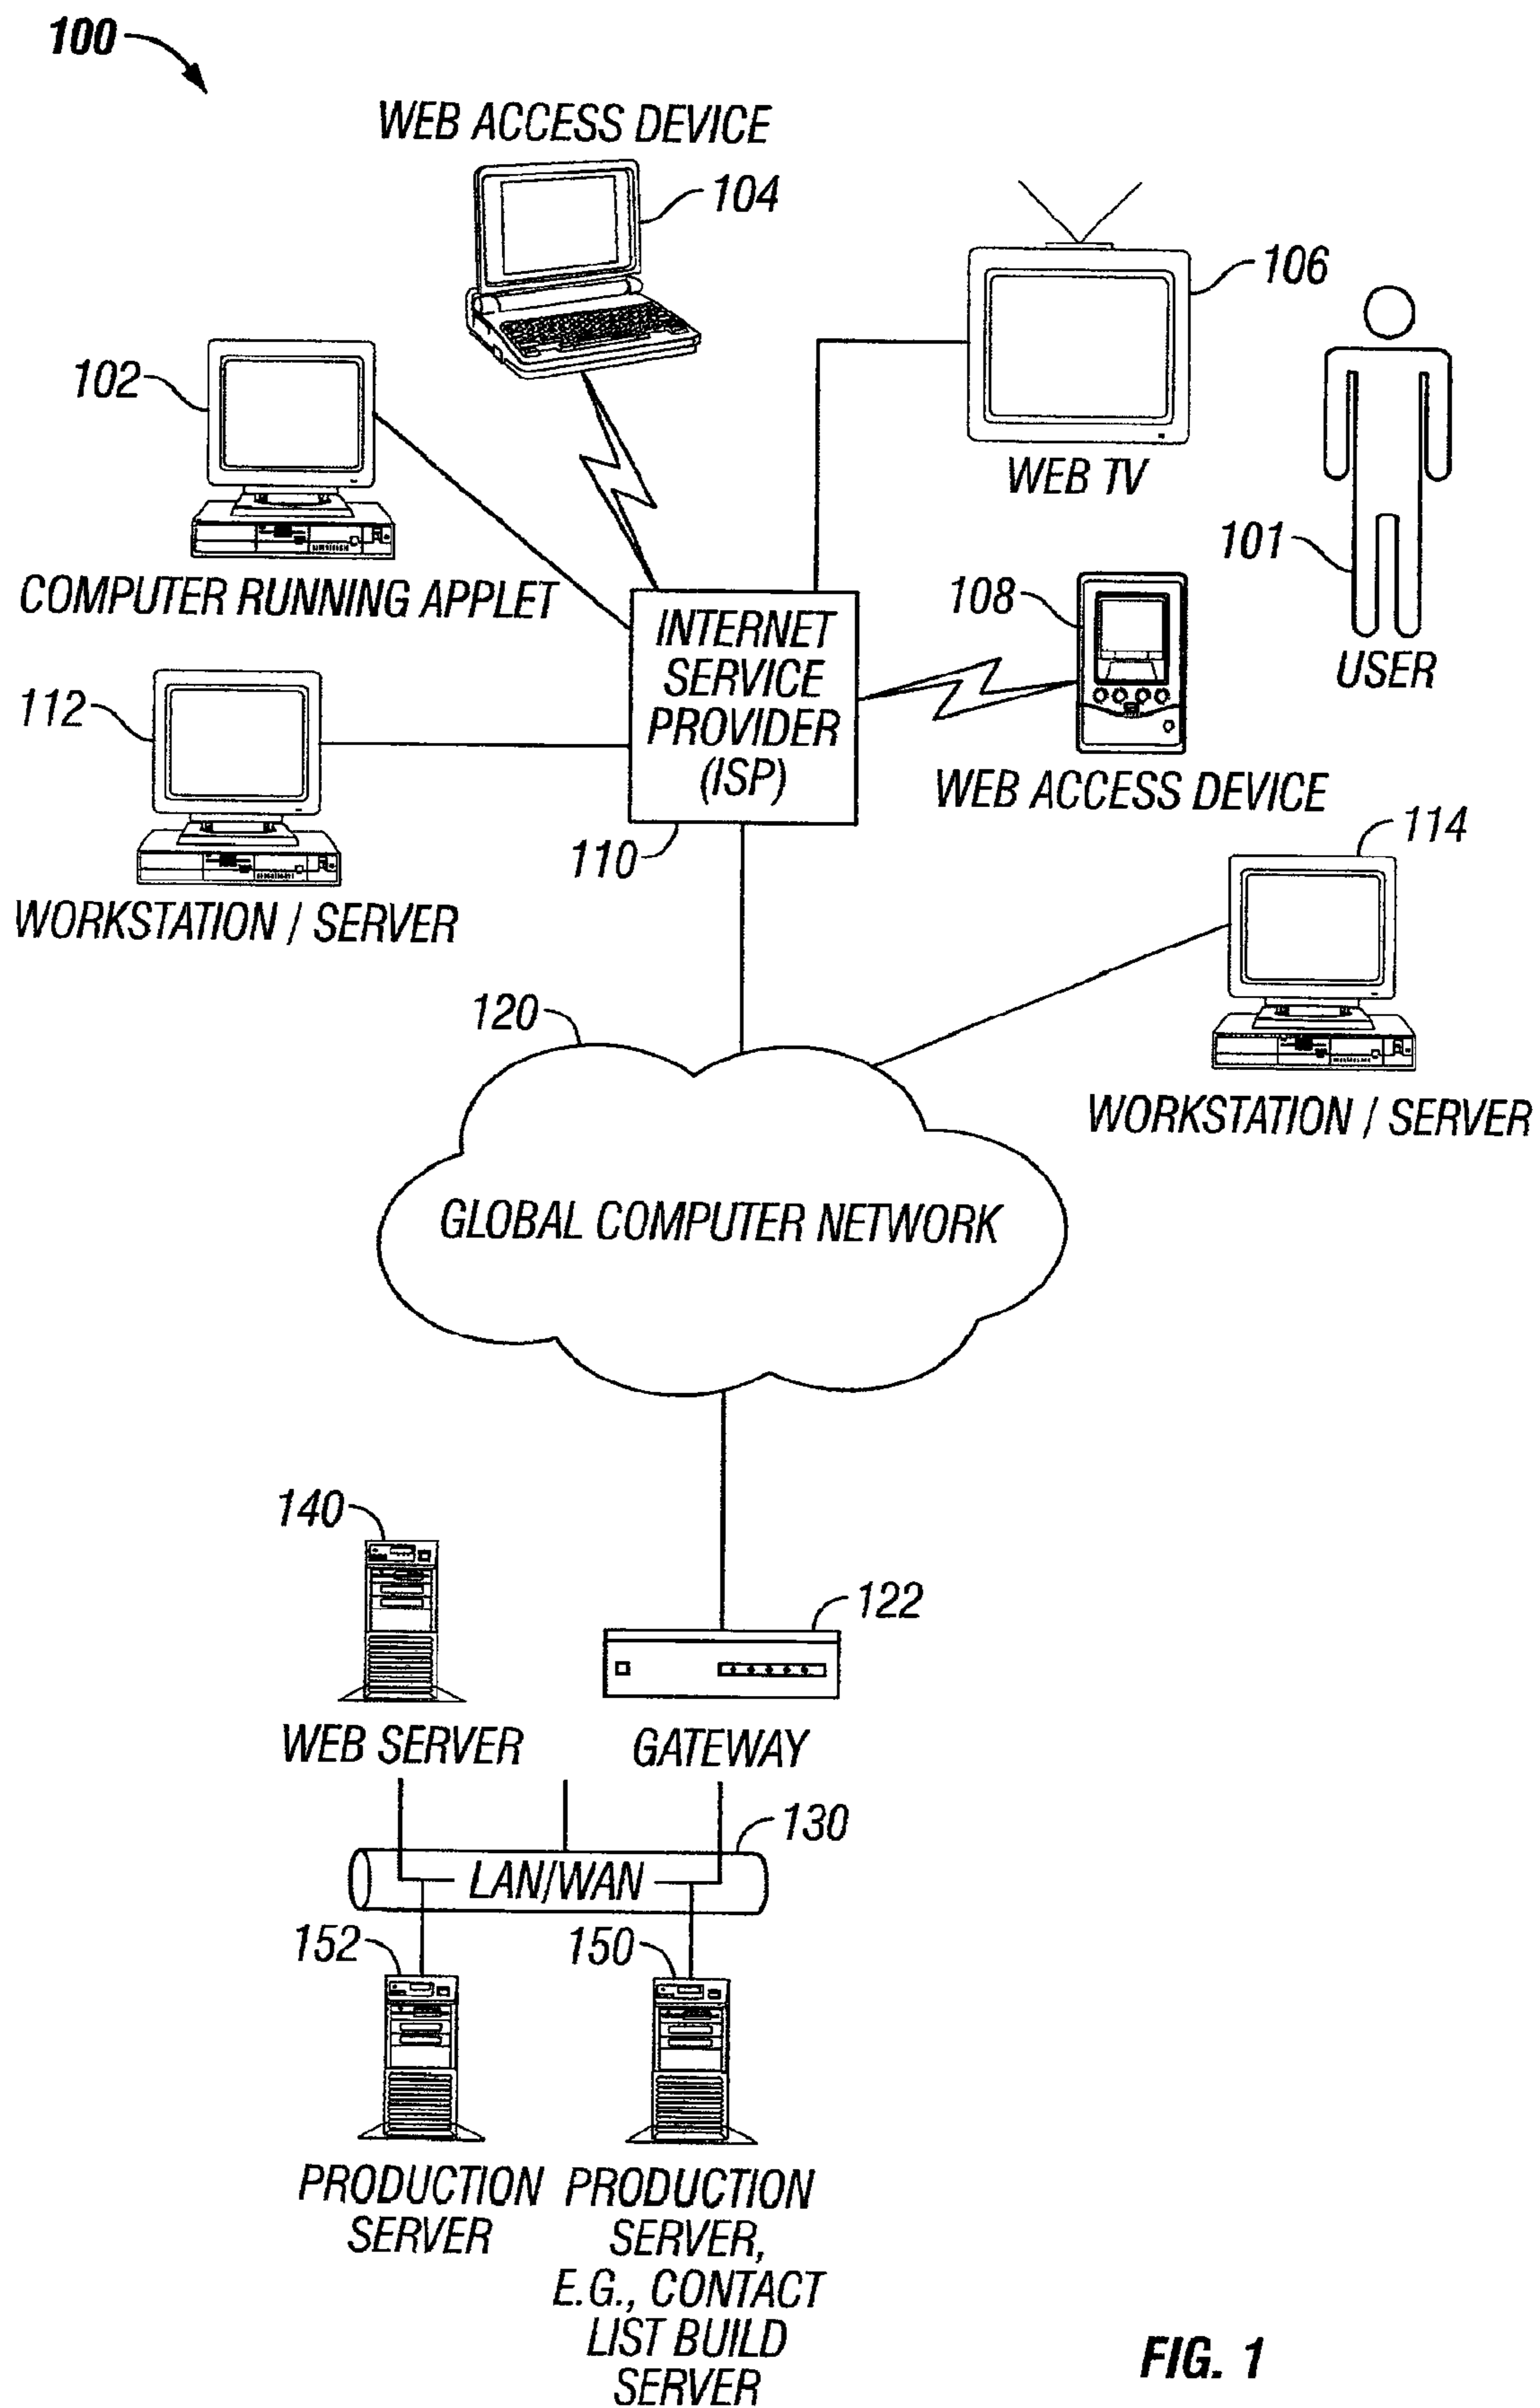 100
WEB ACCESS DEVICE
104
106
102
COMPUTER RUNNING APPLET
WEB TV
101
USER
108
INTERNET
SERVICE
PROVIDER
(ISP)
112
WEB ACCESS DEVICE
110
114
WORKSTATION / SERVER
120
WORKSTATION / SERVER
GLOBAL COMPUTER NETWORK
140
122
WEB SERVER
GATEWAY
130
LAN/WAN
152
150
PRODUCTION
SERVER
PRODUCTION
SERVER,
E.G., CONTACT
LIST BUILD
SERVER
FIG. 1